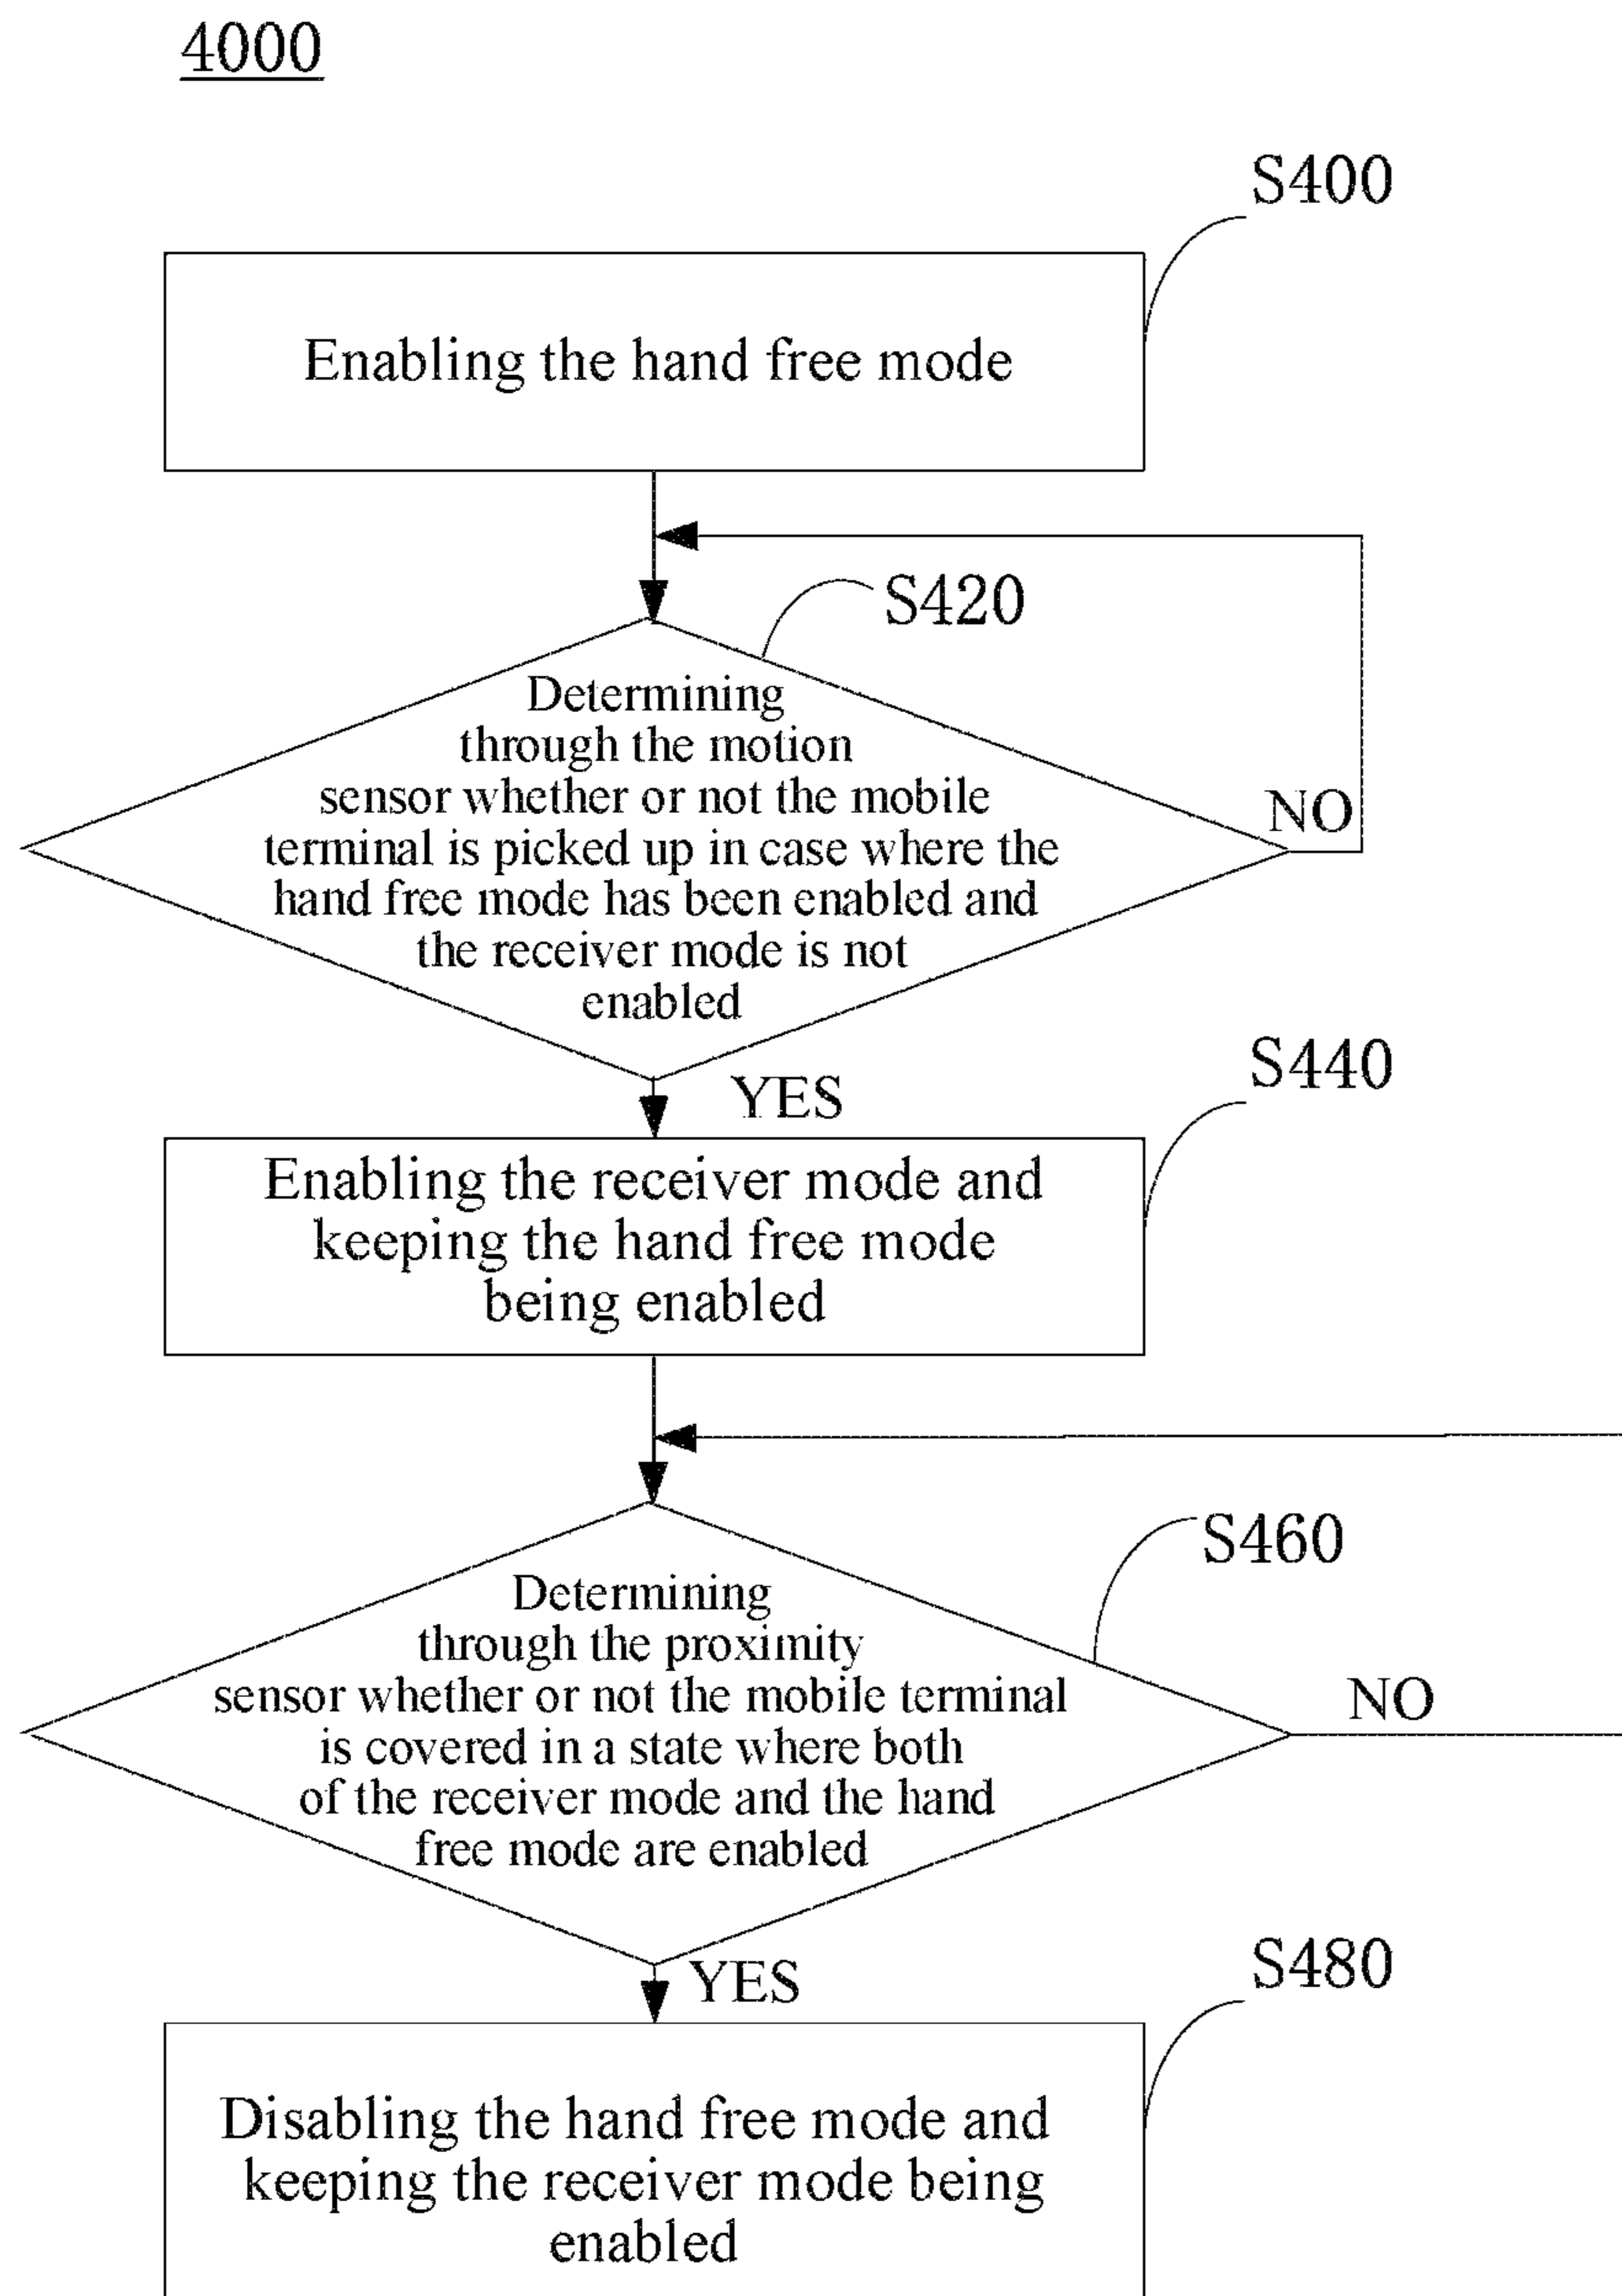 4000
S400
Enabling the hand free mode
S420
Determining
through the motion
sensor whether or not the mobile
terminal is picked up in case where the
hand free mode has been enabled and
the receiver mode is not
enabled
NO
YES
S440
Enabling the receiver mode and
keeping the hand free mode
being enabled
S460
Determining
through the proximity
sensor whether or not the mobile terminal
is covered in a state where both
of the receiver mode and the hand
free mode are enabled
NO
YES
S480
Disabling the hand free mode and
keeping the receiver mode being
enabled